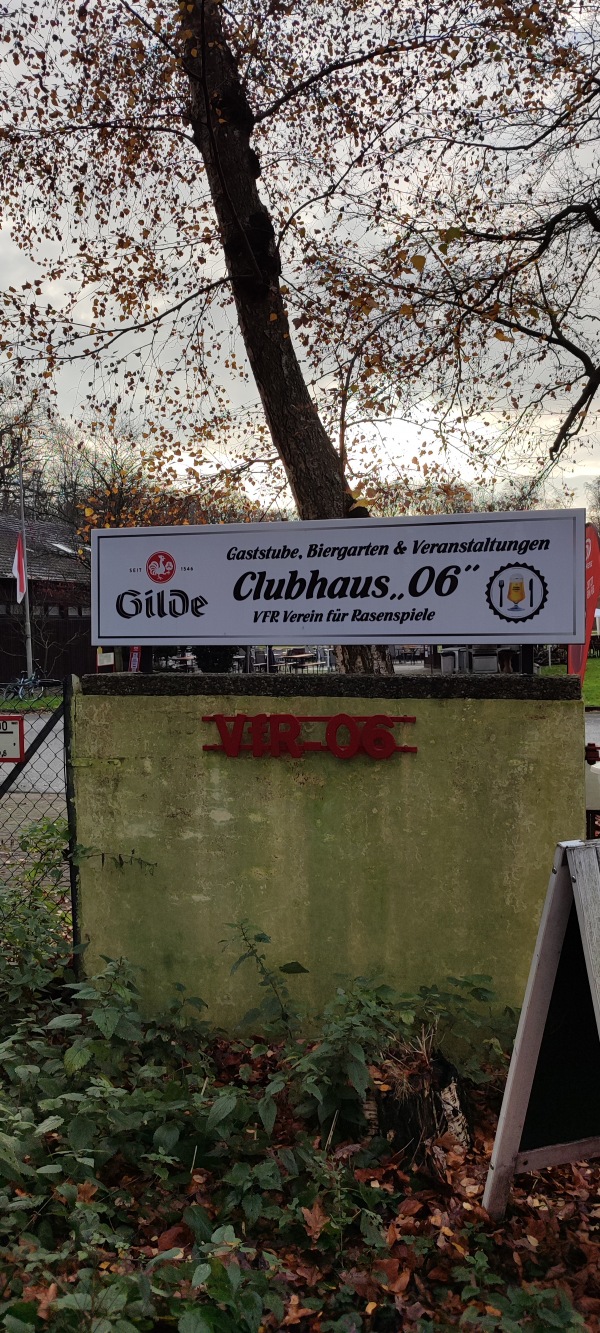 Gaststube, Biergarten & Veranstaltungen
SEIT 1546
Gilde
Clubhaus „06“
VFR Verein für Rasenspiele
VfR 06